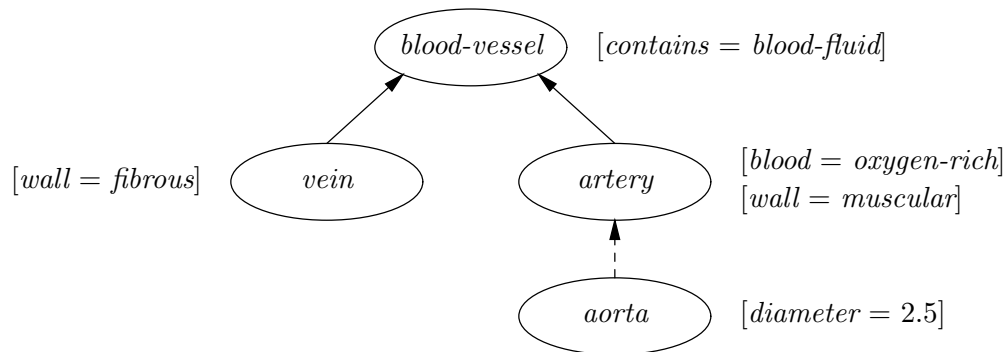 blood-vessel [contains = blood-fluid]
[wall = fibrous] vein artery [blood = oxygen-rich]
[wall = muscular]
aorta [diameter = 2.5]